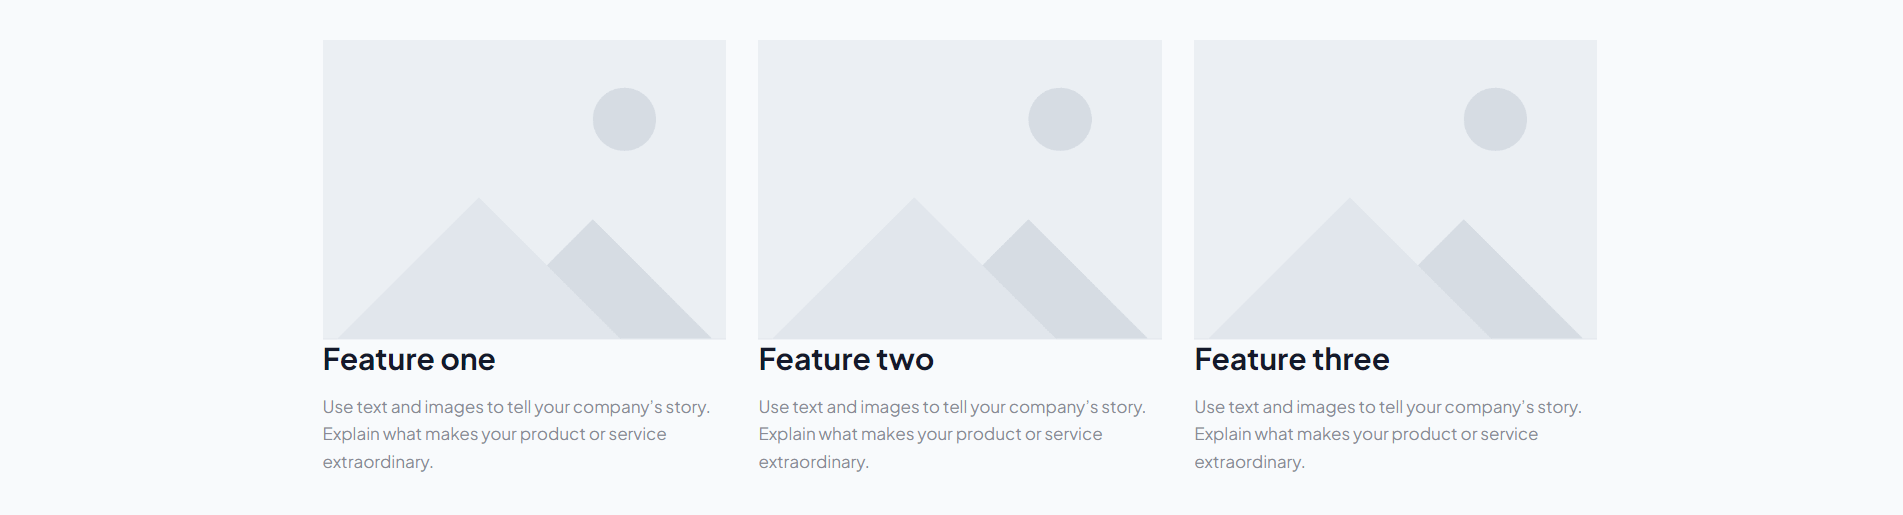 Feature one
Use text and images to tell your company's story.
Explain what makes your product or service
extraordinary.
Feature two
Use text and images to tell your company's story.
Explain what makes your product or service
extraordinary.
Feature three
Use text and images to tell your company's story.
Explain what makes your product or service
extraordinary.